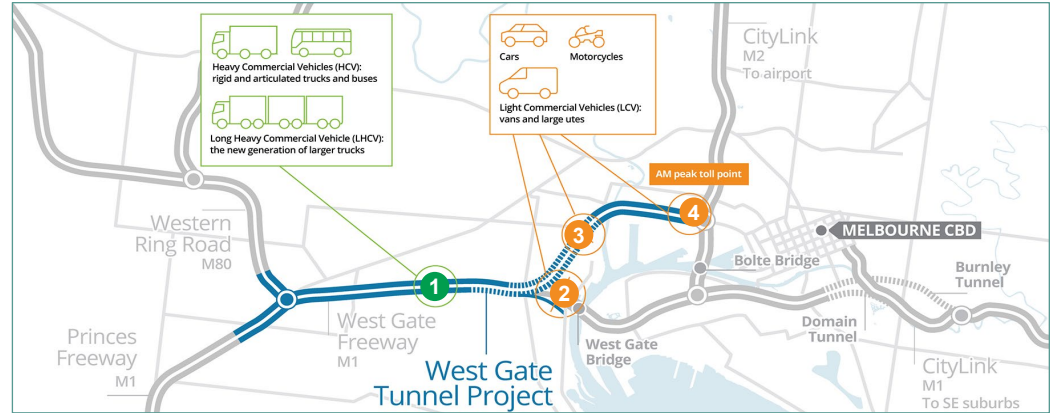 Heavy Commercial Vehicles (HCV):
rigid and articulated trucks and buses
Long Heavy Commercial Vehicle (LHCV):
the new generation of larger trucks
Cars
Motorcycles
Light Commercial Vehicles (LCV):
vans and large utes
CityLink
M2
To airport
AM peak toll point
4
3
1
2
MELBOURNE CBD
Western
Ring Road
M80
Bolte Bridge
Burnley
Tunnel
Princes
Freeway
M1
West Gate
Freeway
M1
West Gate
Tunnel Project
West Gate
Bridge
Domain
Tunnel
CityLink
M1
To SE suburbs